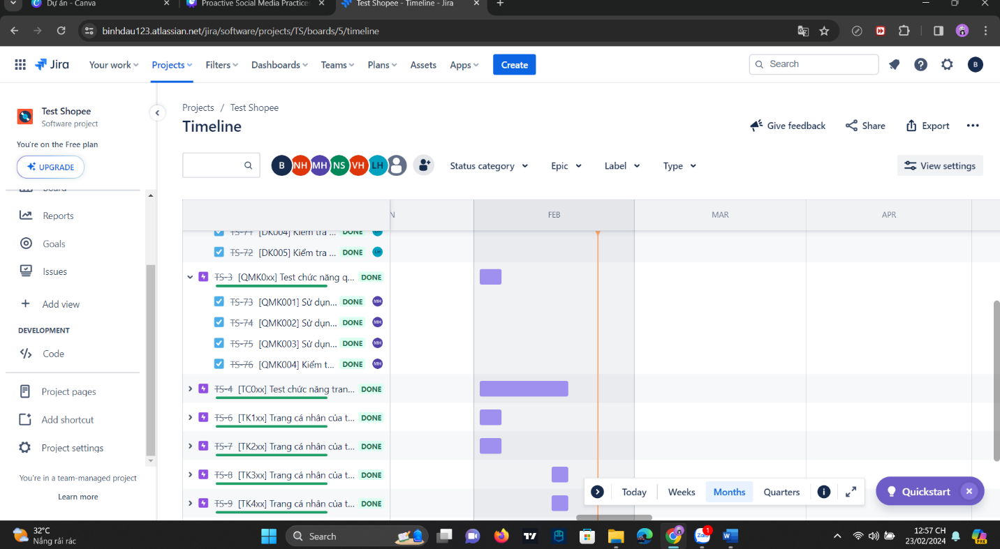 Dự án - Canva
Proactive Social Media Practice
Test Shopee - Timeline - Jira
binhdau123.atlassian.net/jira/software/projects/TS/boards/5/timeline
Jira
Your work
Projects
Filters
Dashboards
Teams
Plans
Assets
Apps
Create
Search
B
Test Shopee
Software project
You're on the Free plan
UPGRADE
Board
Reports
Goals
Issues
Add view
DEVELOPMENT
Code
Project pages
Add shortcut
Project settings
You're in a team-managed project
Learn more
Projects / Test Shopee
Timeline
Give feedback
Share
Export
B NH MH NS VH LH
Status category
Epic
Label
Type
View settings
N FEB MAR APR
TS-71 [DK004] Kiểm tra ... DONE
TS-72 [DK005] Kiểm tra ... DONE LH
TS-3 [QMK0xx] Test chức năng q... DONE
TS-73 [QMK001] Sử dụn... DONE MH
TS-74 [QMK002] Sử dụn... DONE MH
TS-75 [QMK003] Sử dụn... DONE MH
TS-76 [QMK004] Kiểm t... DONE MH
TS-4 [TC0xx] Test chức năng tran... DONE
TS-6 [TK1xx] Trang cá nhân của t... DONE
TS-7 [TK2xx] Trang cá nhân của t... DONE
TS-8 [TK3xx] Trang cá nhân của t... DONE
TS-9 [TK4xx] Trang cá nhân của t... DONE
Today
Weeks
Months
Quarters
Quickstart
32°C
Nắng rải rác
Search
Zalo
1
W
PRE
12:57 CH
23/02/2024